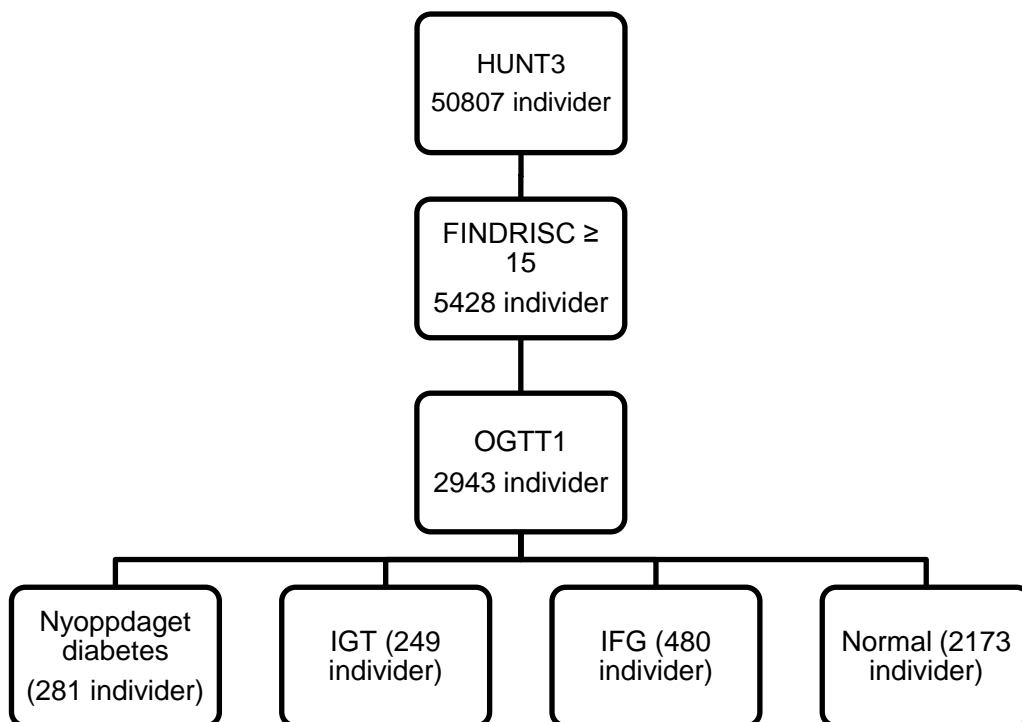 HUNT3
50807 individer
FINDRISC ≥
15
5428 individer
OGTT1
2943 individer
Nyoppdaget
diabetes
(281 individer)
IGT (249
individer)
IFG (480
individer)
Normal (2173
individer)